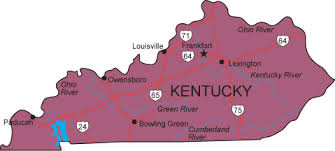 Ohio River
71
Louisville
Frankfort
64
64
Lexington
Ohio
River
Owensboro
Kentucky River
KENTUCKY
65
Green River
Paducah
24
Bowling Green
75
Cumberland
River